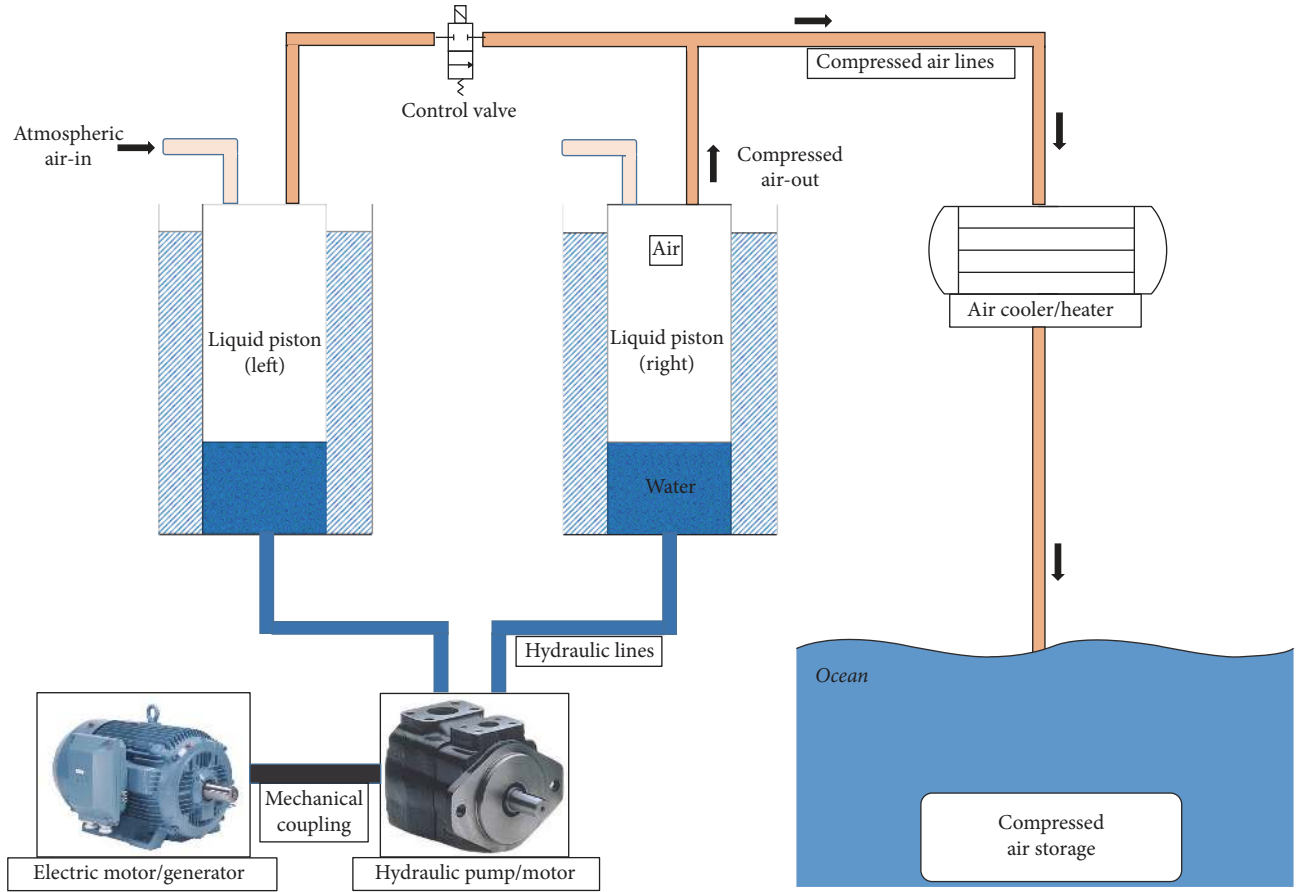 Compressed air lines
Control valve
Atmospheric
air-in
Compressed
air-out
Air
Air cooler/heater
Liquid piston
(left)
Liquid piston
(right)
Water
Hydraulic lines
Ocean
Mechanical
coupling
Compressed
air storage
Electric motor/generator
Hydraulic pump/motor